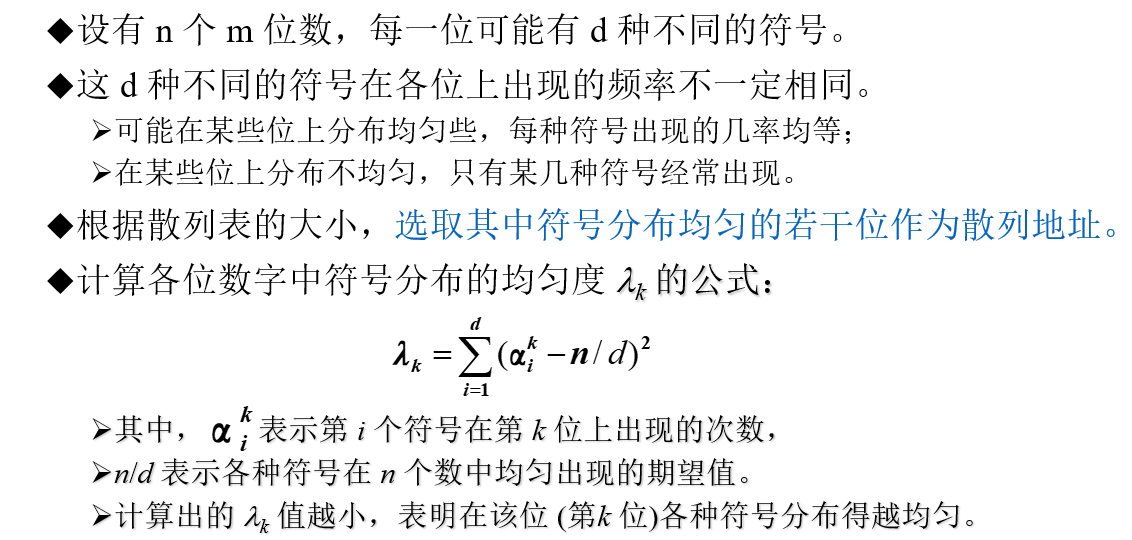 ◆设有 n 个 m 位数，每一位可能有 d 种不同的符号。
◆这 d 种不同的符号在各位上出现的频率不一定相同。
➢可能在某些位上分布均匀些，每种符号出现的几率均等；
➢在某些位上分布不均匀，只有某几种符号经常出现。
◆根据散列表的大小，选取其中符号分布均匀的若干位作为散列地址。
◆计算各位数字中符号分布的均匀度 λₖ 的公式：
λₖ = ∑_{i=1}^{d} (α_i^k − n / d)²
➢其中，α_i^k 表示第 i 个符号在第 k 位上出现的次数，
➢n/d 表示各种符号在 n 个数中均匀出现的期望值。
➢计算出的 λₖ 值越小，表明在该位 (第k 位)各种符号分布得越均匀。